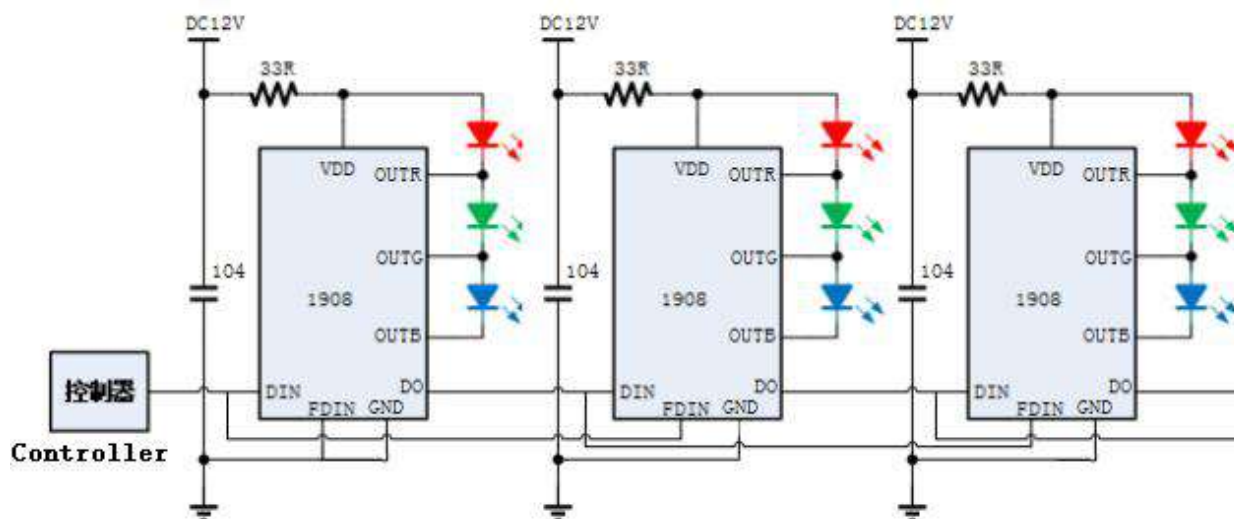 DC12V
DC12V
DC12V
33R
33R
33R
VDD
OUTR
VDD
OUTR
VDD
OUTR
104
OUTG
104
OUTG
104
OUTG
1908
1908
1908
OUTB
OUTB
OUTB
控制器
DIN
DO
DIN
DO
DIN
DO
FDIN
GND
FDIN
GND
FDIN
GND
Controller